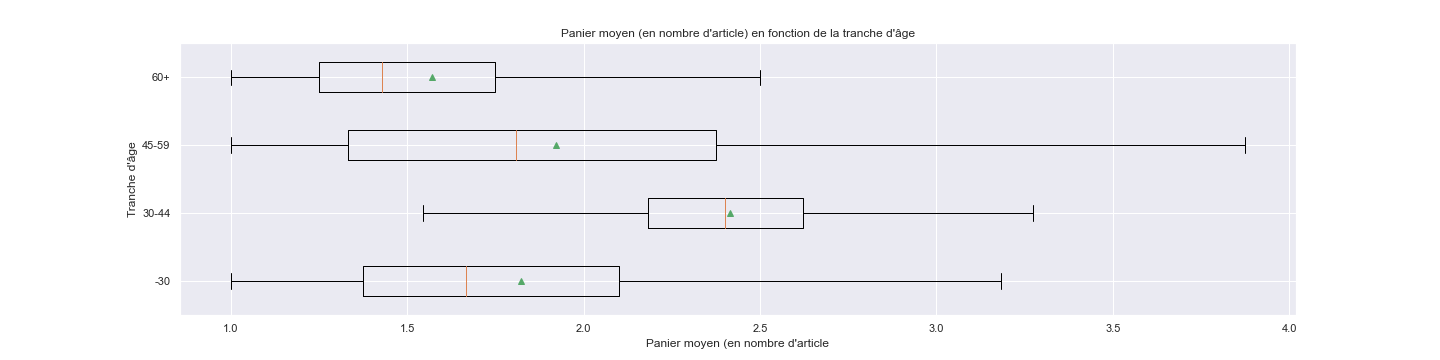 Panier moyen (en nombre d'article) en fonction de la tranche d'âge
Tranche d'âge
60+
45-59
30-44
-30
1.0 1.5 2.0 2.5 3.0 3.5 4.0
Panier moyen (en nombre d'article